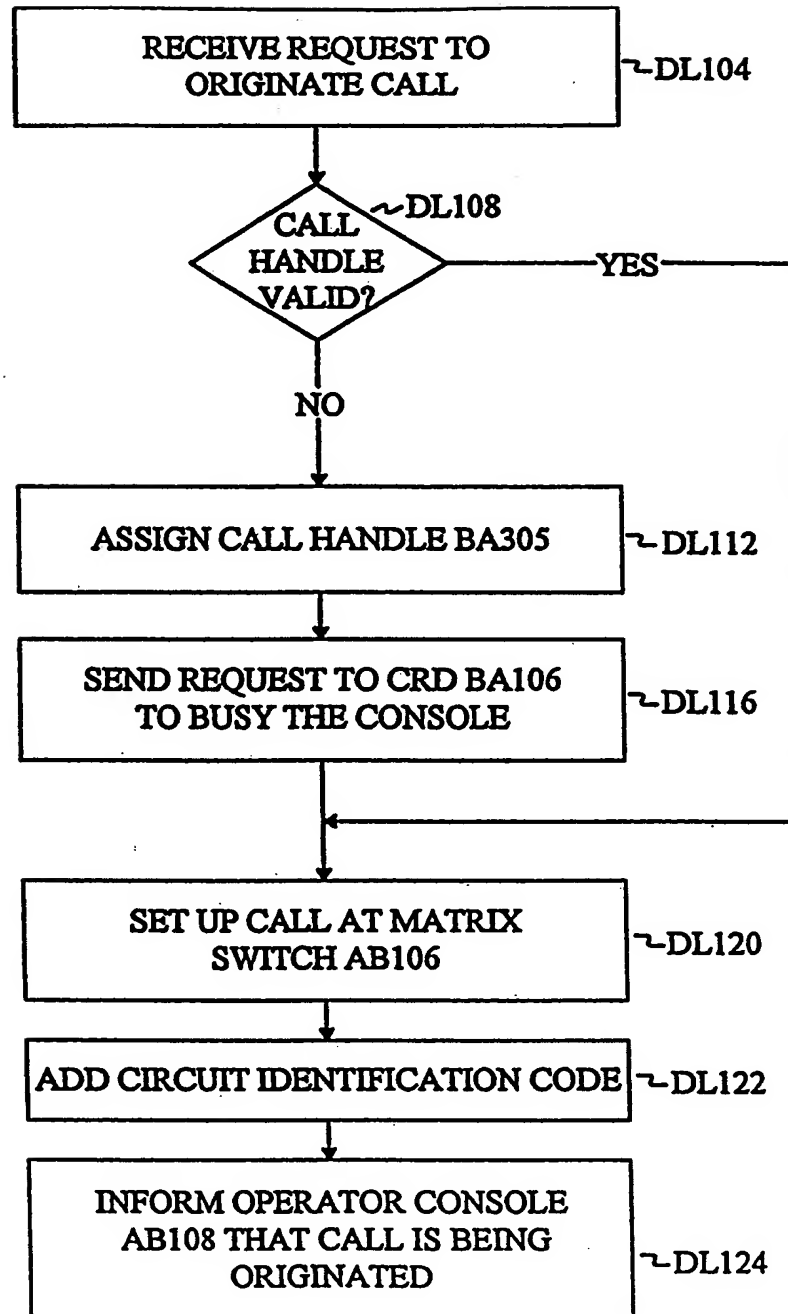 RECEIVE REQUEST TO
ORIGINATE CALL
DL104
DL108
CALL
HANDLE
VALID?
YES
NO
ASSIGN CALL HANDLE BA305
DL112
SEND REQUEST TO CRD BA106
TO BUSY THE CONSOLE
DL116
SET UP CALL AT MATRIX
SWITCH AB106
DL120
ADD CIRCUIT IDENTIFICATION CODE
DL122
INFORM OPERATOR CONSOLE
AB108 THAT CALL IS BEING
ORIGINATED
DL124